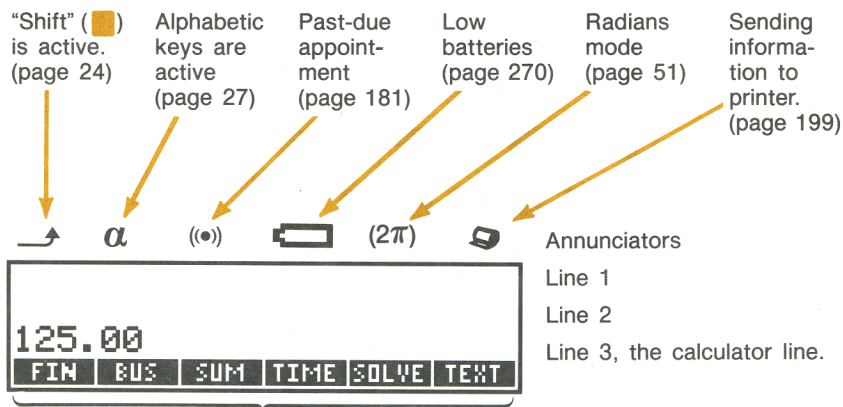 “Shift” ( )
is active.
(page 24)
Alphabetic
keys are
active
(page 27)
Past-due
appoint-
ment
(page 181)
Low
batteries
(page 270)
Radians
mode
(page 51)
Sending
informa-
tion to
printer.
(page 199)
α ((•)) (2π)
Annunciators
Line 1
Line 2
Line 3, the calculator line.
125.00
FIN BUS SUM TIME SOLVE TEXT